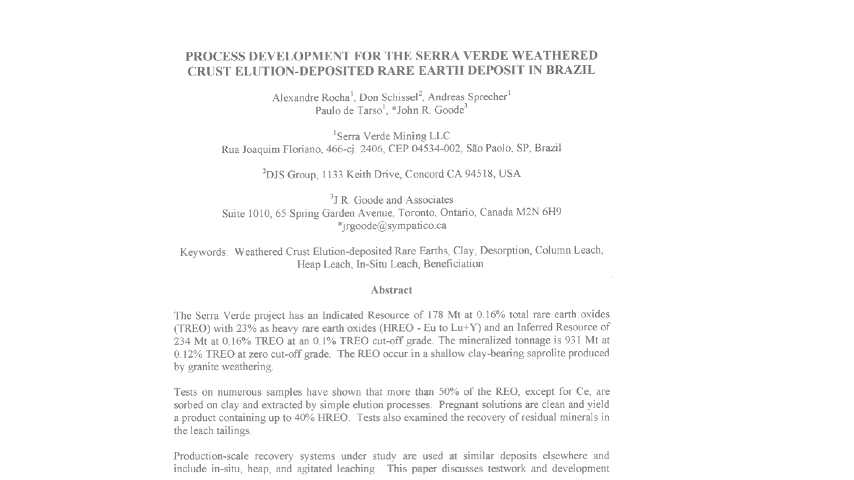 PROCESS DEVELOPMENT FOR THE SERRA VERDE WEATHERED
CRUST ELUTION-DEPOSITED RARE EARTH DEPOSIT IN BRAZIL
Alexandre Rocha¹, Don Schissel², Andreas Sprecher¹
Paulo de Tarso¹, *John R. Goode³
¹Serra Verde Mining LLC
Rua Joaquim Floriano, 466-cj. 2406, CEP 04534-002, São Paolo, SP, Brazil
²DJS Group, 1133 Keith Drive, Concord CA 94518, USA
³J.R. Goode and Associates
Suite 1010, 65 Spring Garden Avenue, Toronto, Ontario, Canada M2N 6H9
*jrgoode@sympatico.ca
Keywords: Weathered Crust Elution-deposited Rare Earths, Clay, Desorption, Column Leach,
Heap Leach, In-Situ Leach, Beneficiation
Abstract
The Serra Verde project has an Indicated Resource of 178 Mt at 0.16% total rare earth oxides
(TREO) with 23% as heavy rare earth oxides (HREO - Eu to Lu+Y) and an Inferred Resource of
234 Mt at 0.16% TREO at an 0.1% TREO cut-off grade. The mineralized tonnage is 931 Mt at
0.12% TREO at zero cut-off grade. The REO occur in a shallow clay-bearing saprolite produced
by granite weathering.
Tests on numerous samples have shown that more than 50% of the REO, except for Ce, are
sorbed on clay and extracted by simple elution processes. Pregnant solutions are clean and yield
a product containing up to 40% HREO. Tests also examined the recovery of residual minerals in
the leach tailings.
Production-scale recovery systems under study are used at similar deposits elsewhere and
include in-situ, heap, and agitated leaching This paper discusses testwork and development